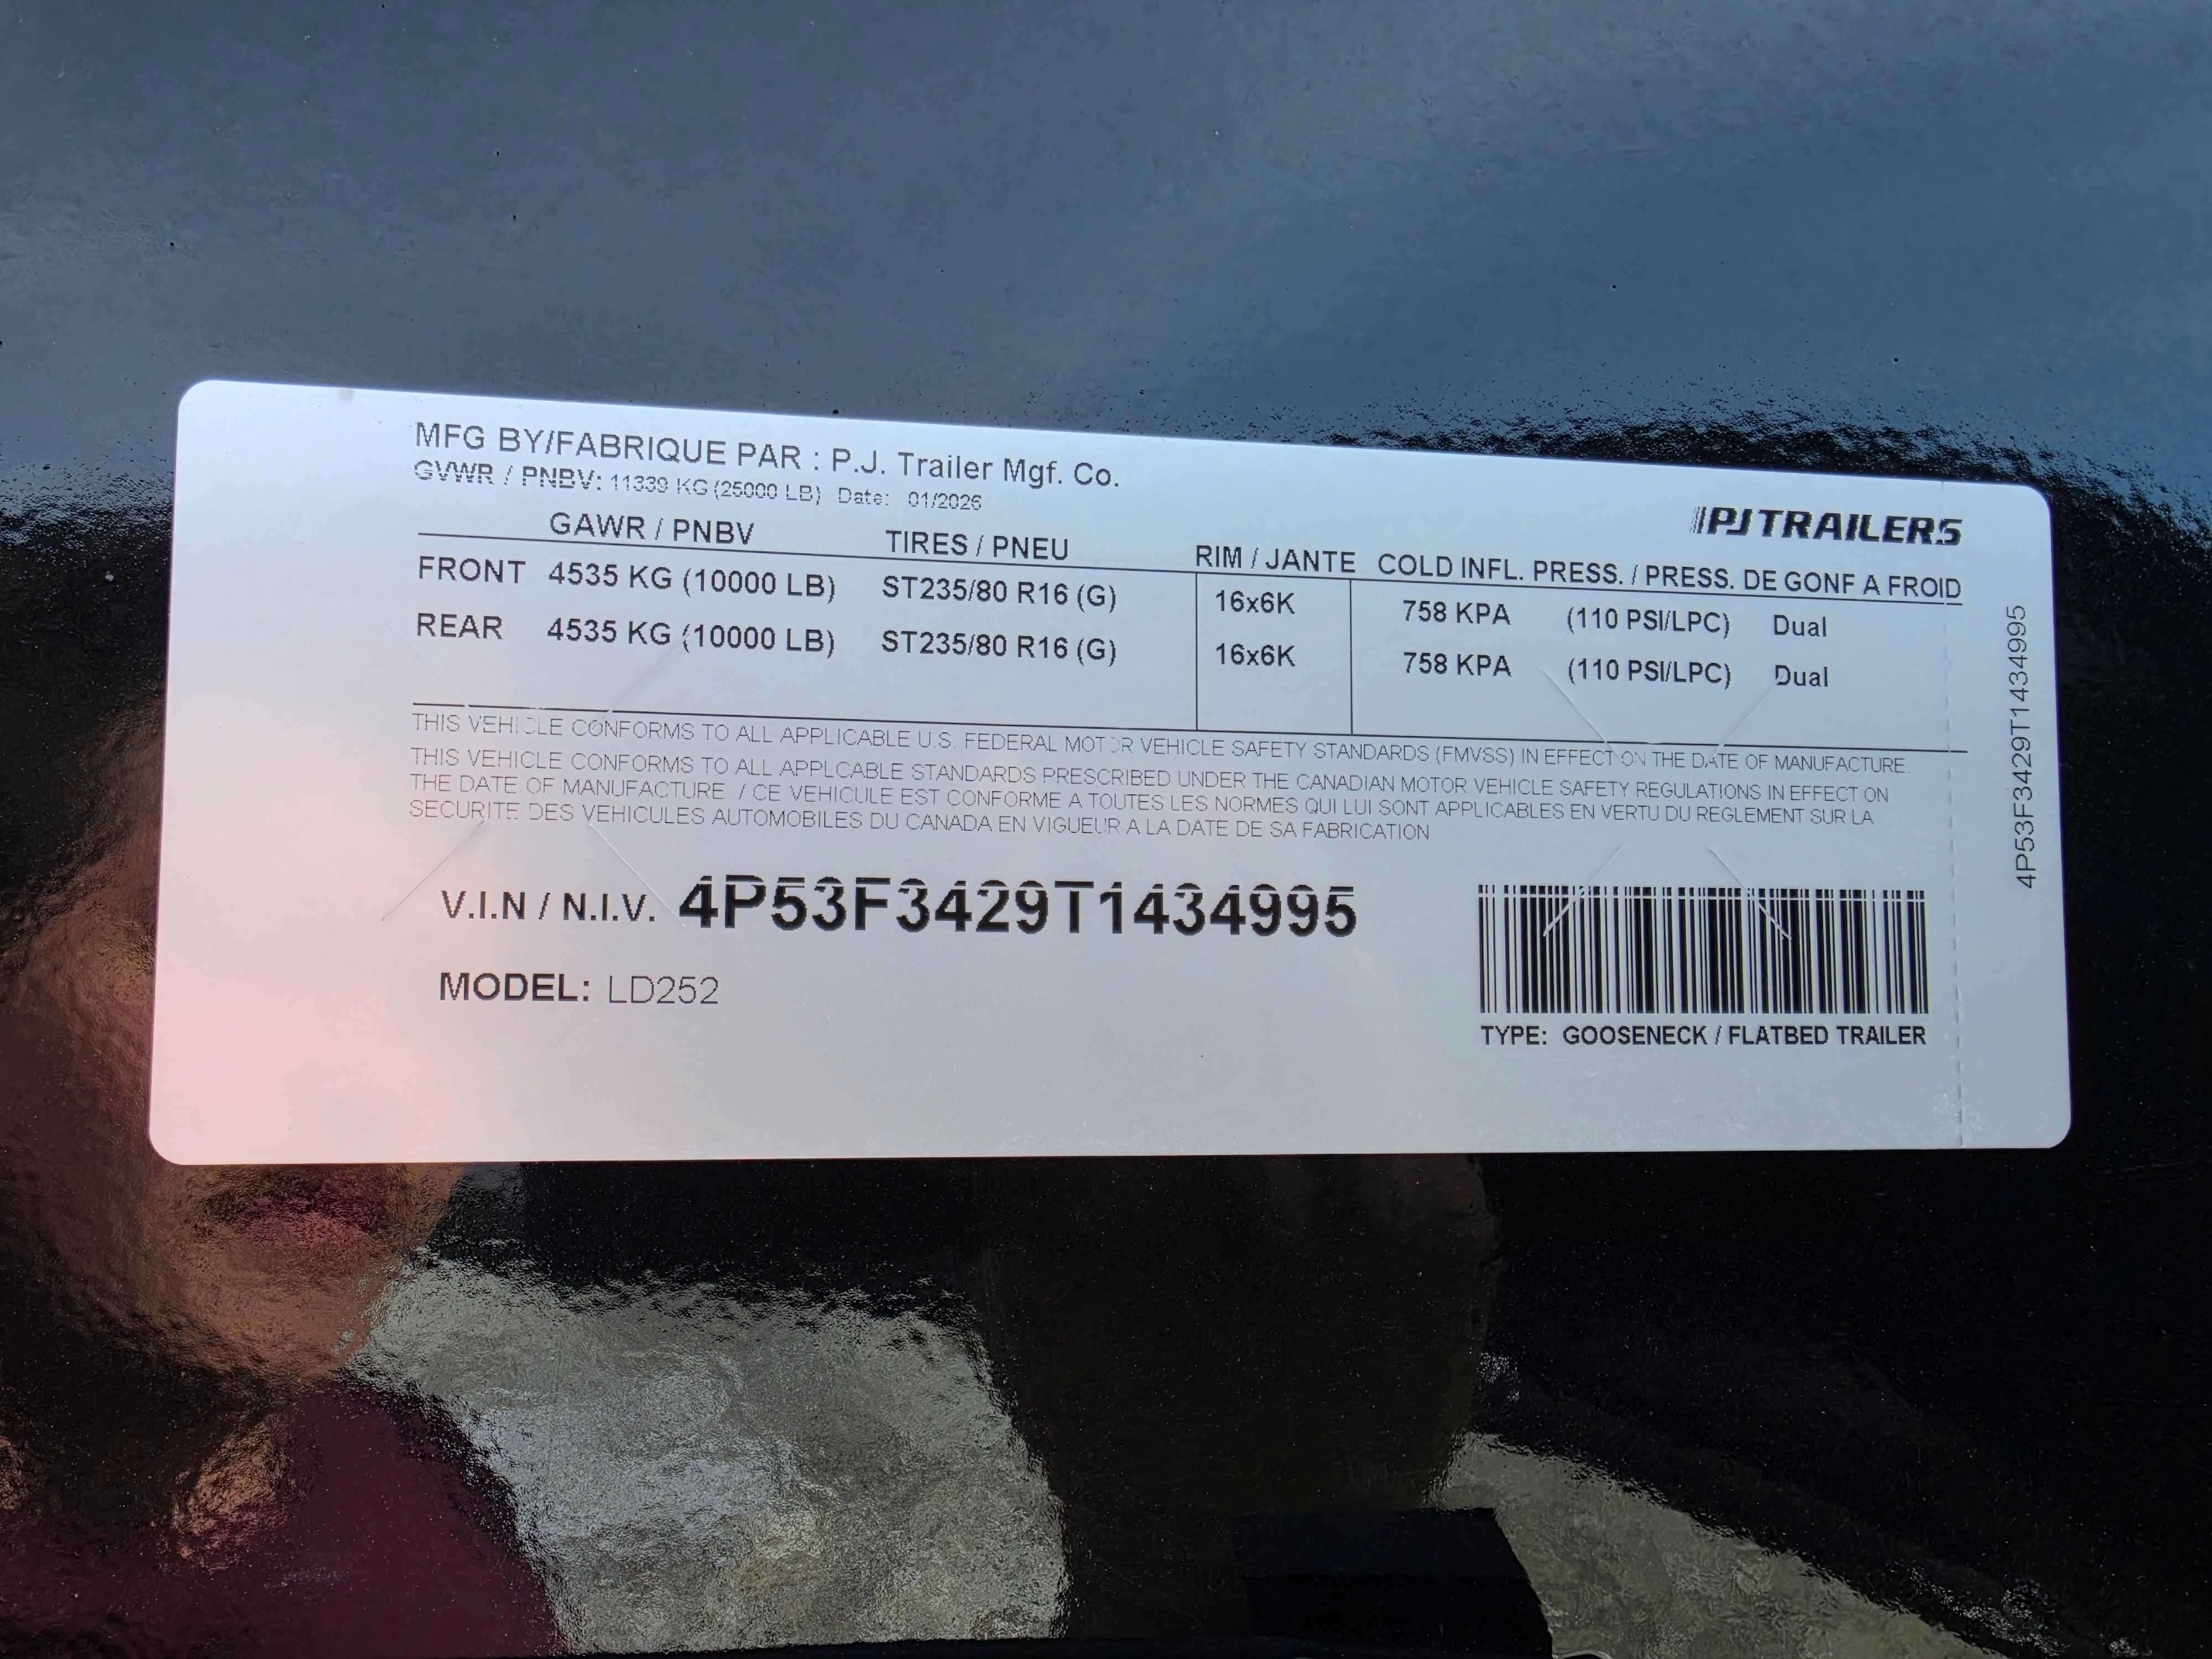 MFG BY/FABRIQUE PAR : P.J. Trailer Mgf. Co.
GVWR / PNBV: 11339 KG (25000 LB) Date: 01/2026
PJ TRAILERS
GAWR / PNBV TIRES / PNEU RIM / JANTE COLD INFL. PRESS. / PRESS. DE GONF A FROID
FRONT 4535 KG (10000 LB) ST235/80 R16 (G) 16x6K 758 KPA (110 PSI/LPC) Dual
REAR 4535 KG (10000 LB) ST235/80 R16 (G) 16x6K 758 KPA (110 PSI/LPC) Dual
THIS VEHICLE CONFORMS TO ALL APPLICABLE U.S. FEDERAL MOTOR VEHICLE SAFETY STANDARDS (FMVSS) IN EFFECT ON THE DATE OF MANUFACTURE.
THIS VEHICLE CONFORMS TO ALL APPLCABLE STANDARDS PRESCRIBED UNDER THE CANADIAN MOTOR VEHICLE SAFETY REGULATIONS IN EFFECT ON
THE DATE OF MANUFACTURE / CE VEHICULE EST CONFORME A TOUTES LES NORMES QUI LUI SONT APPLICABLES EN VERTU DU REGLEMENT SUR LA
SECURITE DES VEHICULES AUTOMOBILES DU CANADA EN VIGUEUR A LA DATE DE SA FABRICATION
V.I.N / N.I.V. 4P53F3429T1434995
MODEL: LD252
TYPE: GOOSENECK / FLATBED TRAILER
4P53F3429T1434995